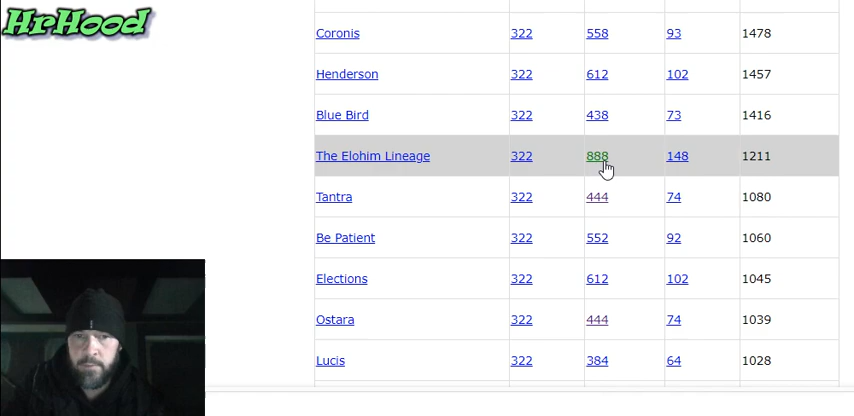 HrHood
Coronis 322 558 93 1478
Henderson 322 612 102 1457
Blue Bird 322 438 73 1416
The Elohim Lineage 322 888 148 1211
Tantra 322 444 74 1080
Be Patient 322 552 92 1060
Elections 322 612 102 1045
Ostara 322 444 74 1039
Lucis 322 384 64 1028